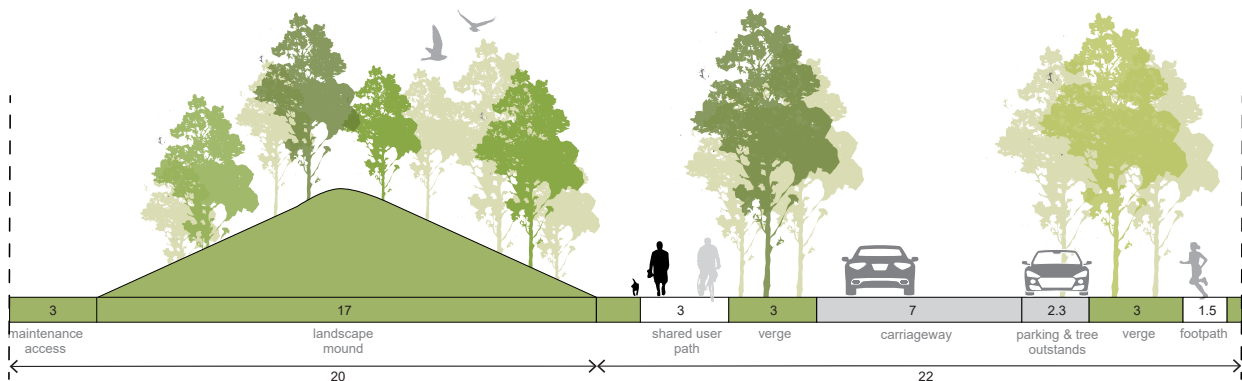 3
17
3
3
7
2.3
3
1.5
maintenance
access
landscape
mound
shared user
path
verge
carriageway
parking & tree
outstands
verge
footpath
20
22